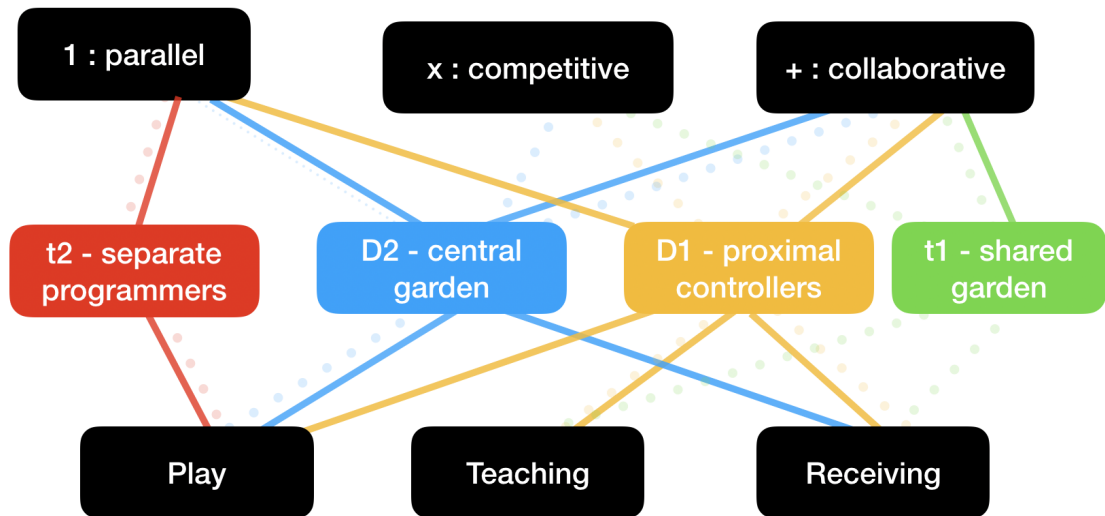 1 : parallel
x : competitive
+ : collaborative
t2 - separate
programmers
D2 - central
garden
D1 - proximal
controllers
t1 - shared
garden
Play
Teaching
Receiving